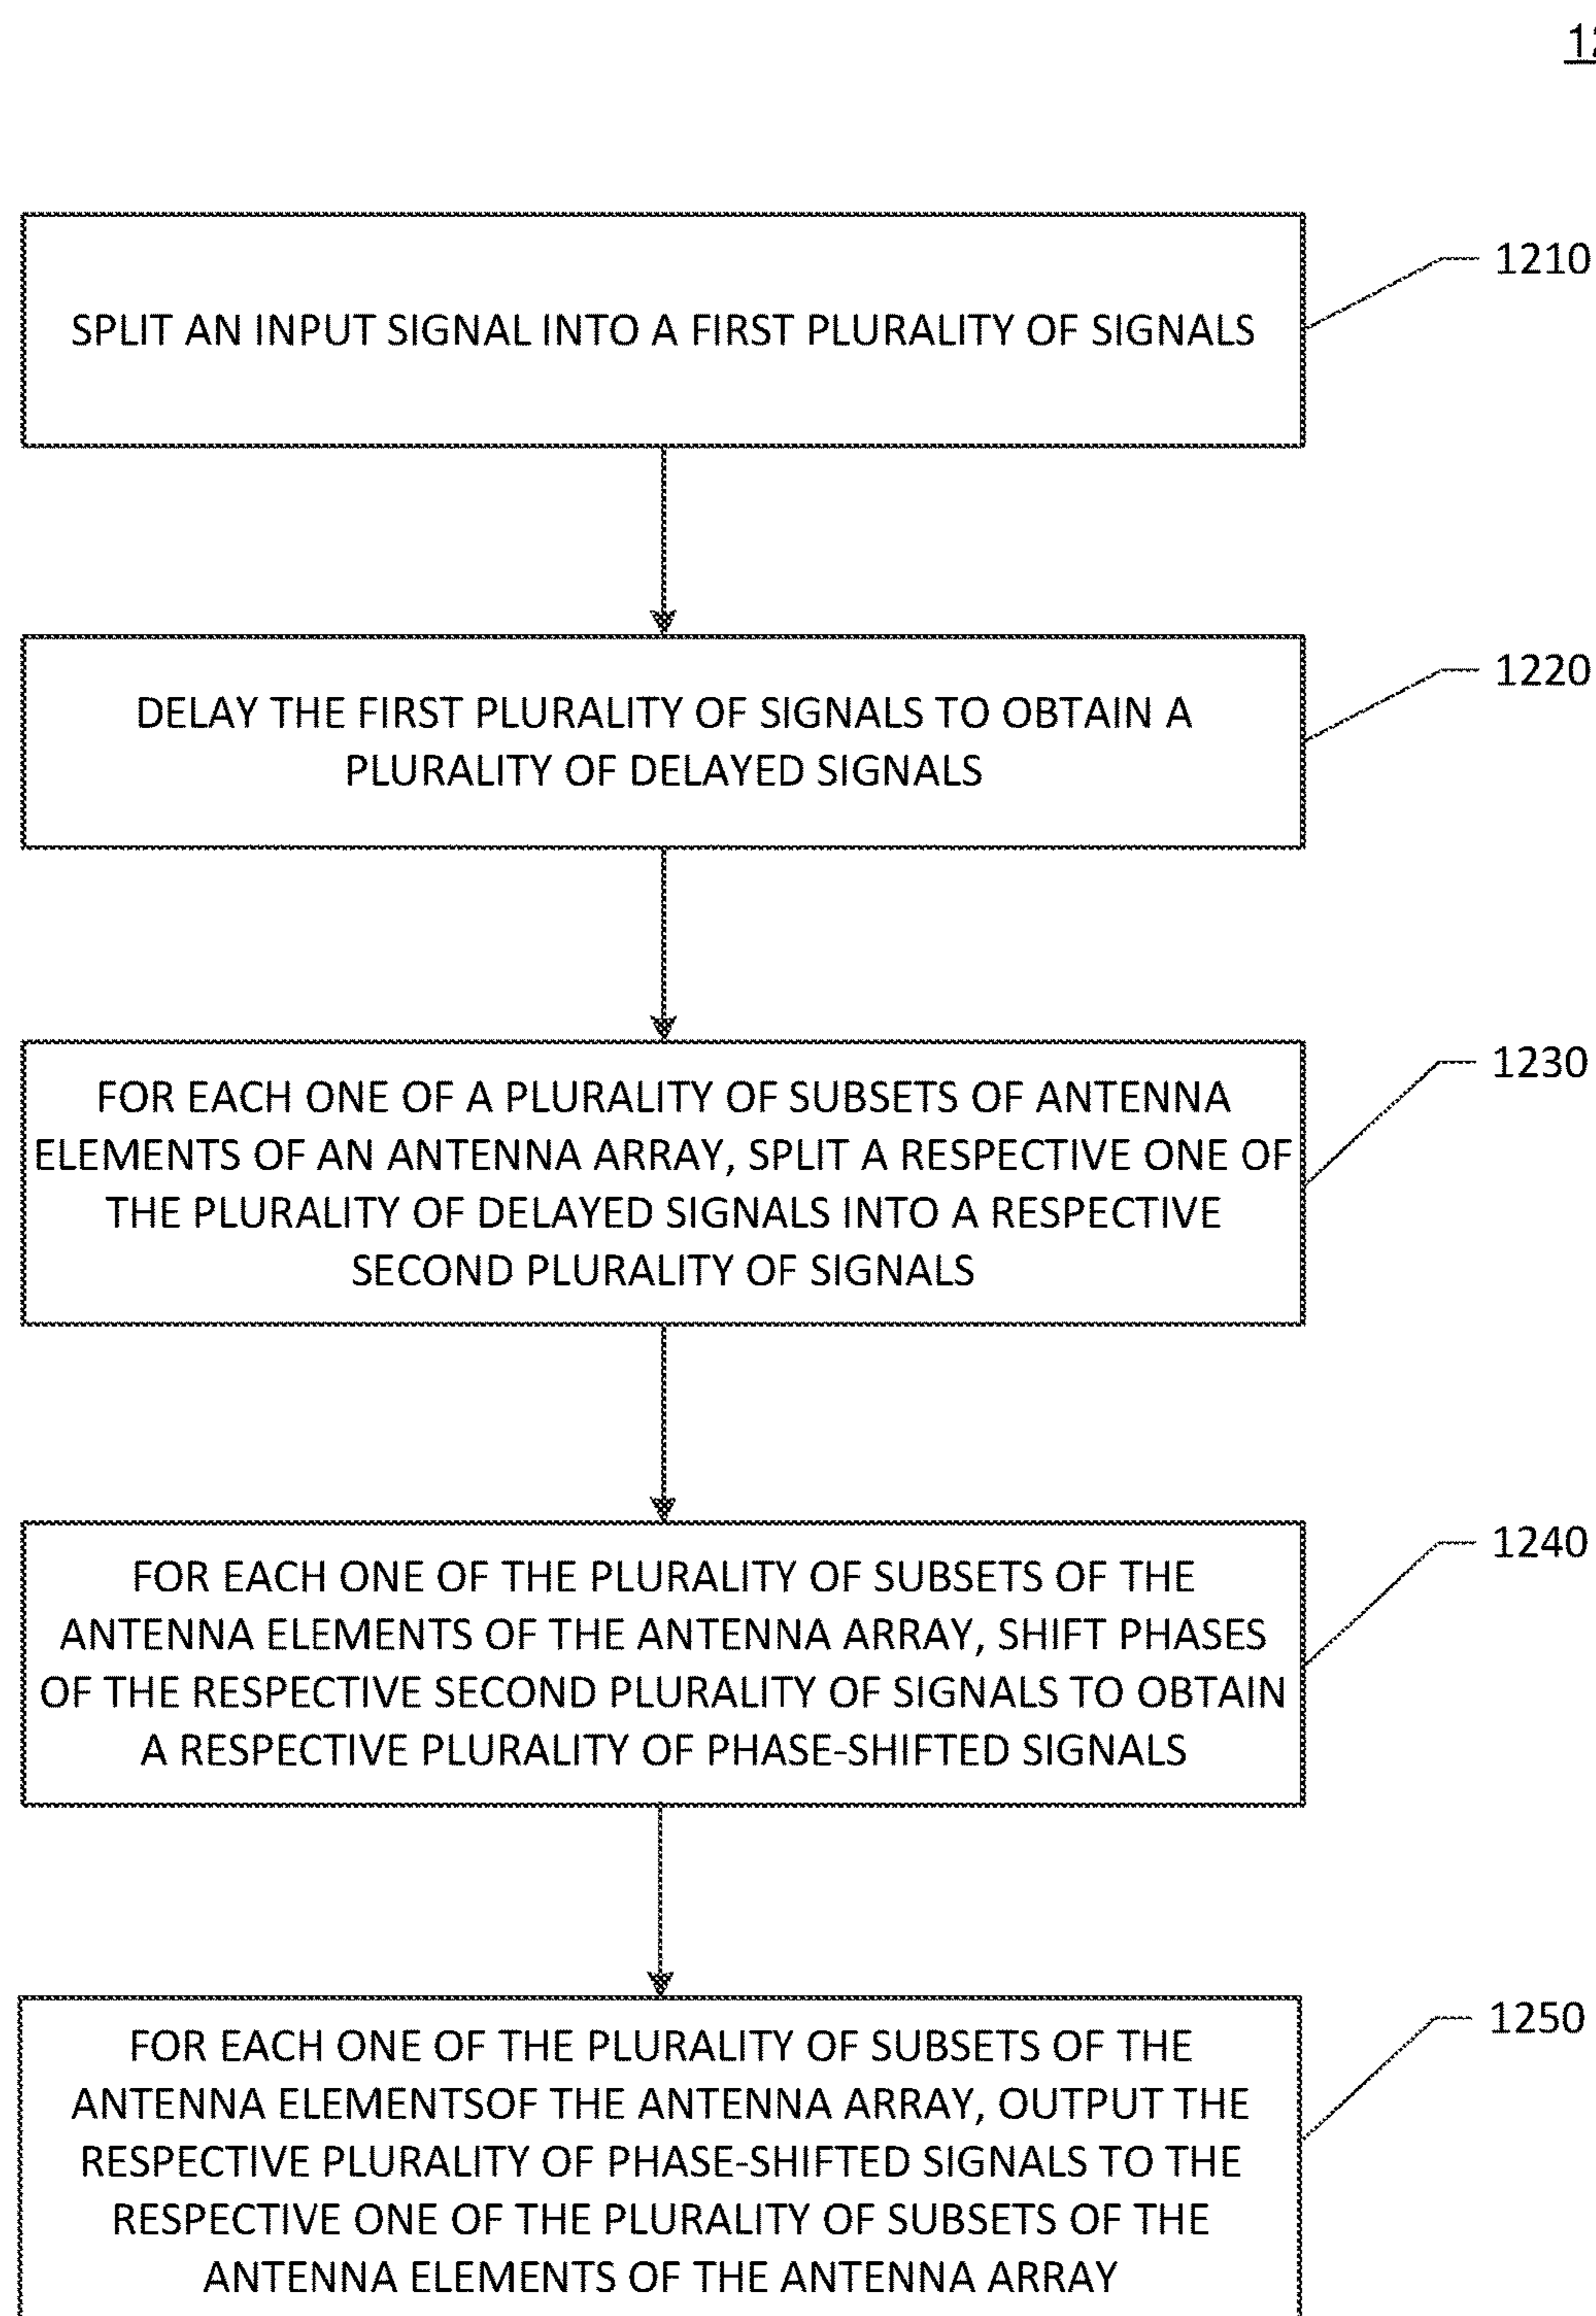 12
1210
SPLIT AN INPUT SIGNAL INTO A FIRST PLURALITY OF SIGNALS
1220
DELAY THE FIRST PLURALITY OF SIGNALS TO OBTAIN A
PLURALITY OF DELAYED SIGNALS
1230
FOR EACH ONE OF A PLURALITY OF SUBSETS OF ANTENNA
ELEMENTS OF AN ANTENNA ARRAY, SPLIT A RESPECTIVE ONE OF
THE PLURALITY OF DELAYED SIGNALS INTO A RESPECTIVE
SECOND PLURALITY OF SIGNALS
1240
FOR EACH ONE OF THE PLURALITY OF SUBSETS OF THE
ANTENNA ELEMENTS OF THE ANTENNA ARRAY, SHIFT PHASES
OF THE RESPECTIVE SECOND PLURALITY OF SIGNALS TO OBTAIN
A RESPECTIVE PLURALITY OF PHASE-SHIFTED SIGNALS
1250
FOR EACH ONE OF THE PLURALITY OF SUBSETS OF THE
ANTENNA ELEMENTSOF THE ANTENNA ARRAY, OUTPUT THE
RESPECTIVE PLURALITY OF PHASE-SHIFTED SIGNALS TO THE
RESPECTIVE ONE OF THE PLURALITY OF SUBSETS OF THE
ANTENNA ELEMENTS OF THE ANTENNA ARRAY